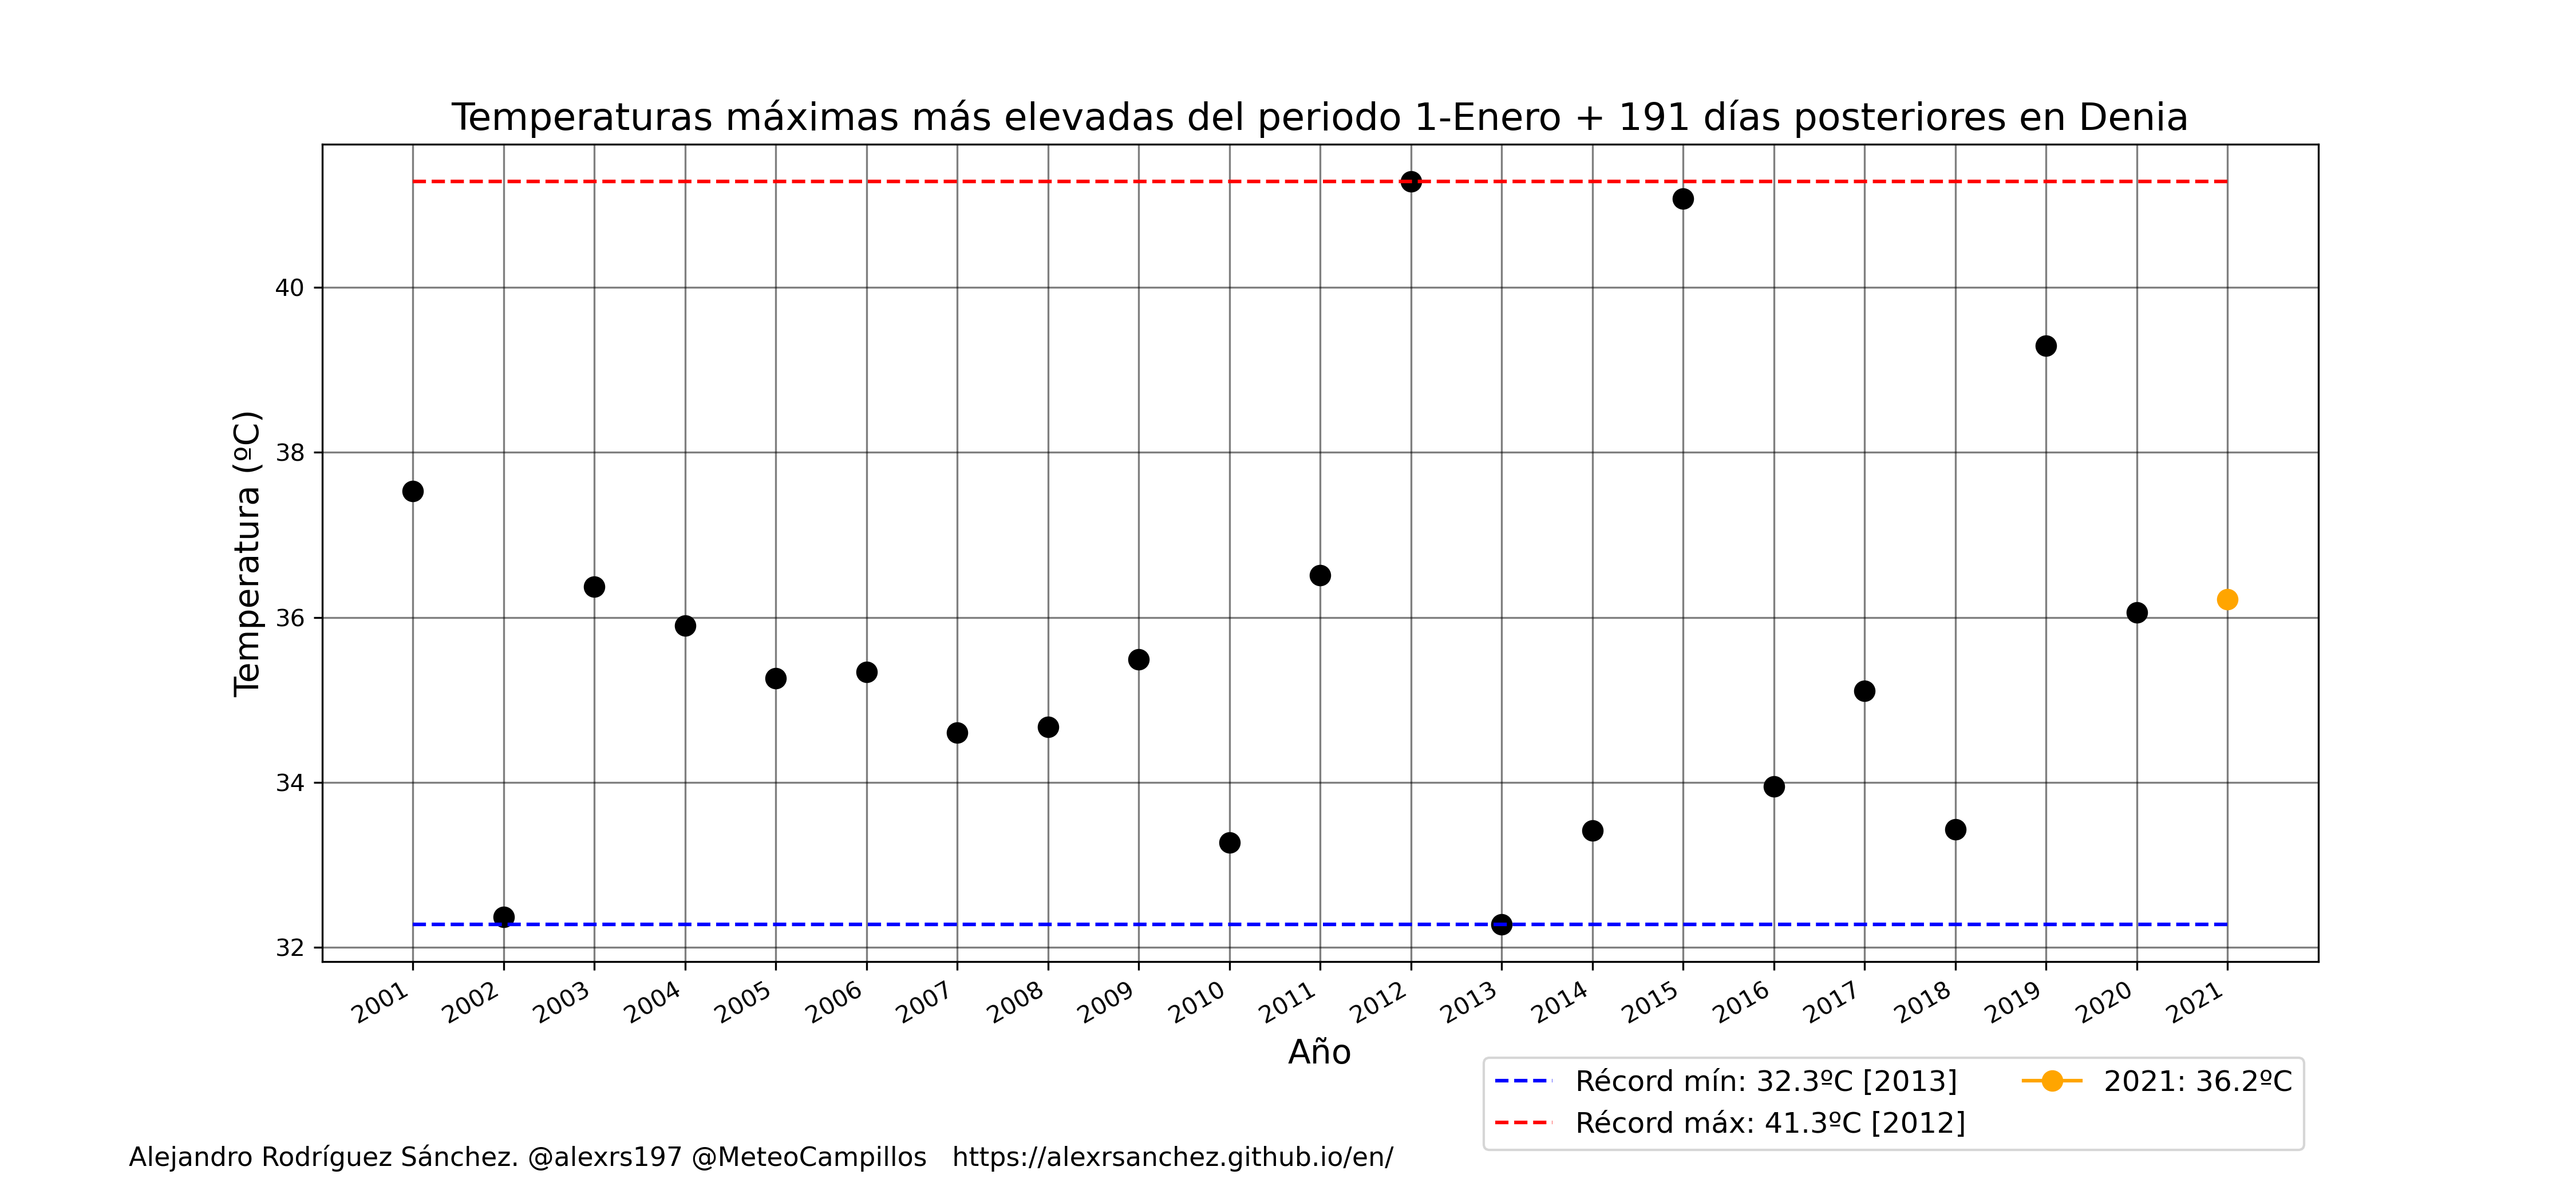 Temperaturas máximas más elevadas del periodo 1-Enero + 191 días posteriores en Denia
Temperatura (ºC)
40
38
36
34
32
2001 2002 2003 2004 2005 2006 2007 2008 2009 2010 2011 2012 2013 2014 2015 2016 2017 2018 2019 2020 2021
Año
Récord mín: 32.3ºC [2013]
Récord máx: 41.3ºC [2012]
2021: 36.2ºC
Alejandro Rodríguez Sánchez. @alexrs197 @MeteoCampillos https://alexrsanchez.github.io/en/